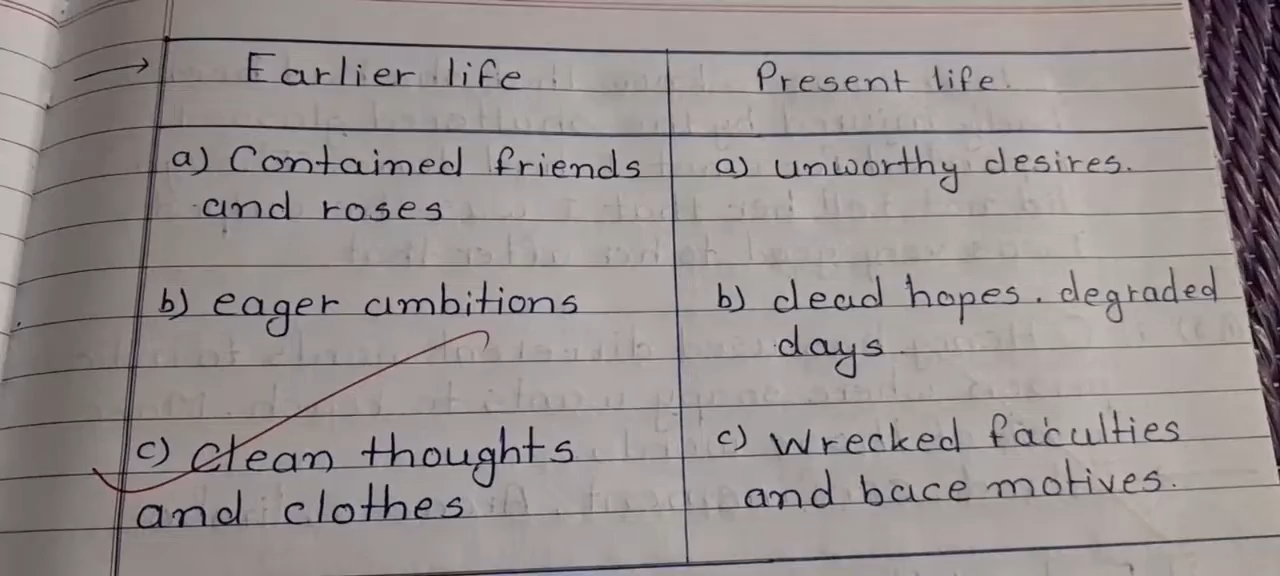 → Earlier life. Present life.
a) Contained friends a) unworthy desires.
and roses
b) eager ambitions b) dead hopes. degraded
days
c) clean thoughts c) Wrecked faculties
and clothes and bace motives.